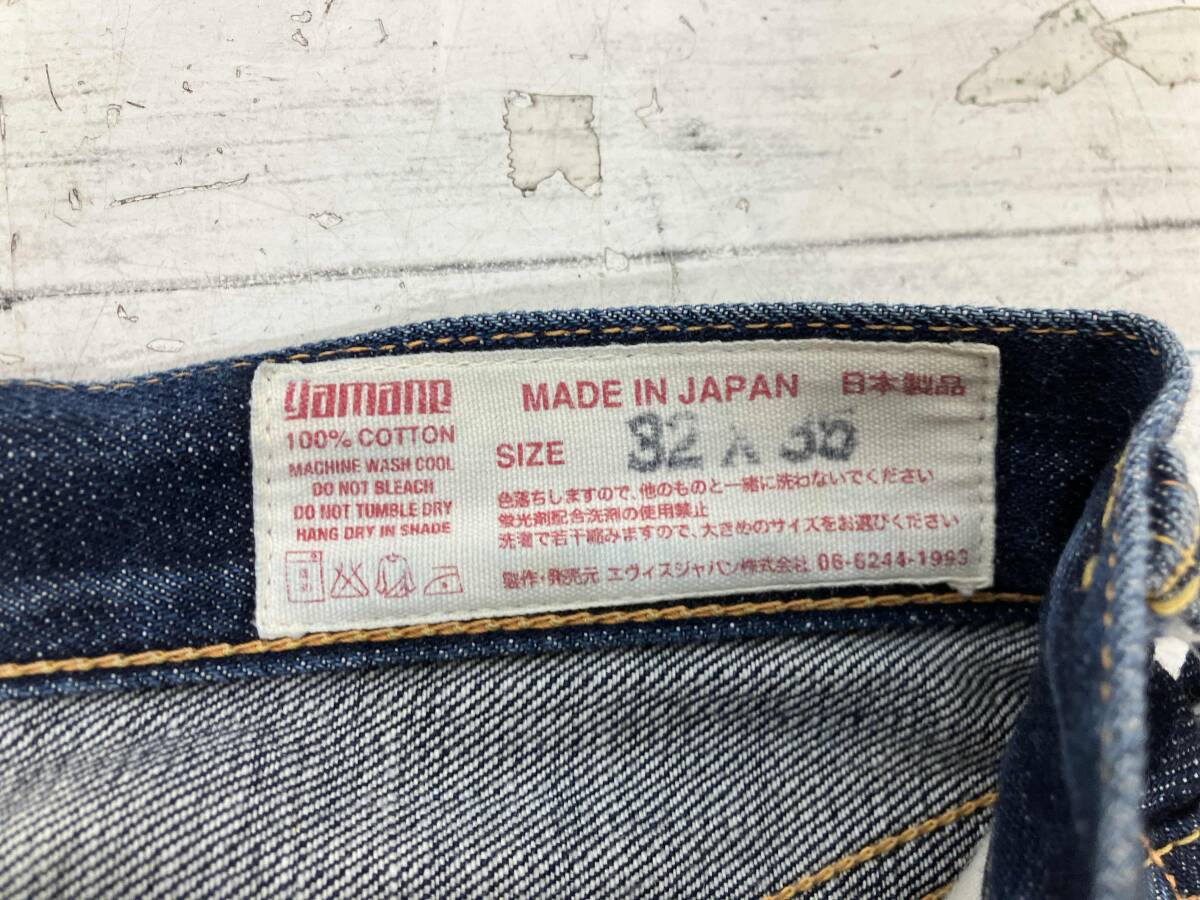 yamane
100% COTTON
MACHINE WASH COOL
DO NOT BLEACH
DO NOT TUMBLE DRY
HANG DRY IN SHADE
MADE IN JAPAN 日本製品
SIZE 32 X 36
色落ちしますので、他のものと一緒に洗わないでください
蛍光剤配合洗剤の使用禁止
洗濯で若干縮みますので、大きめのサイズをお選びください
製作・発売元 エヴィスジャパン株式会社 06-6244-1993